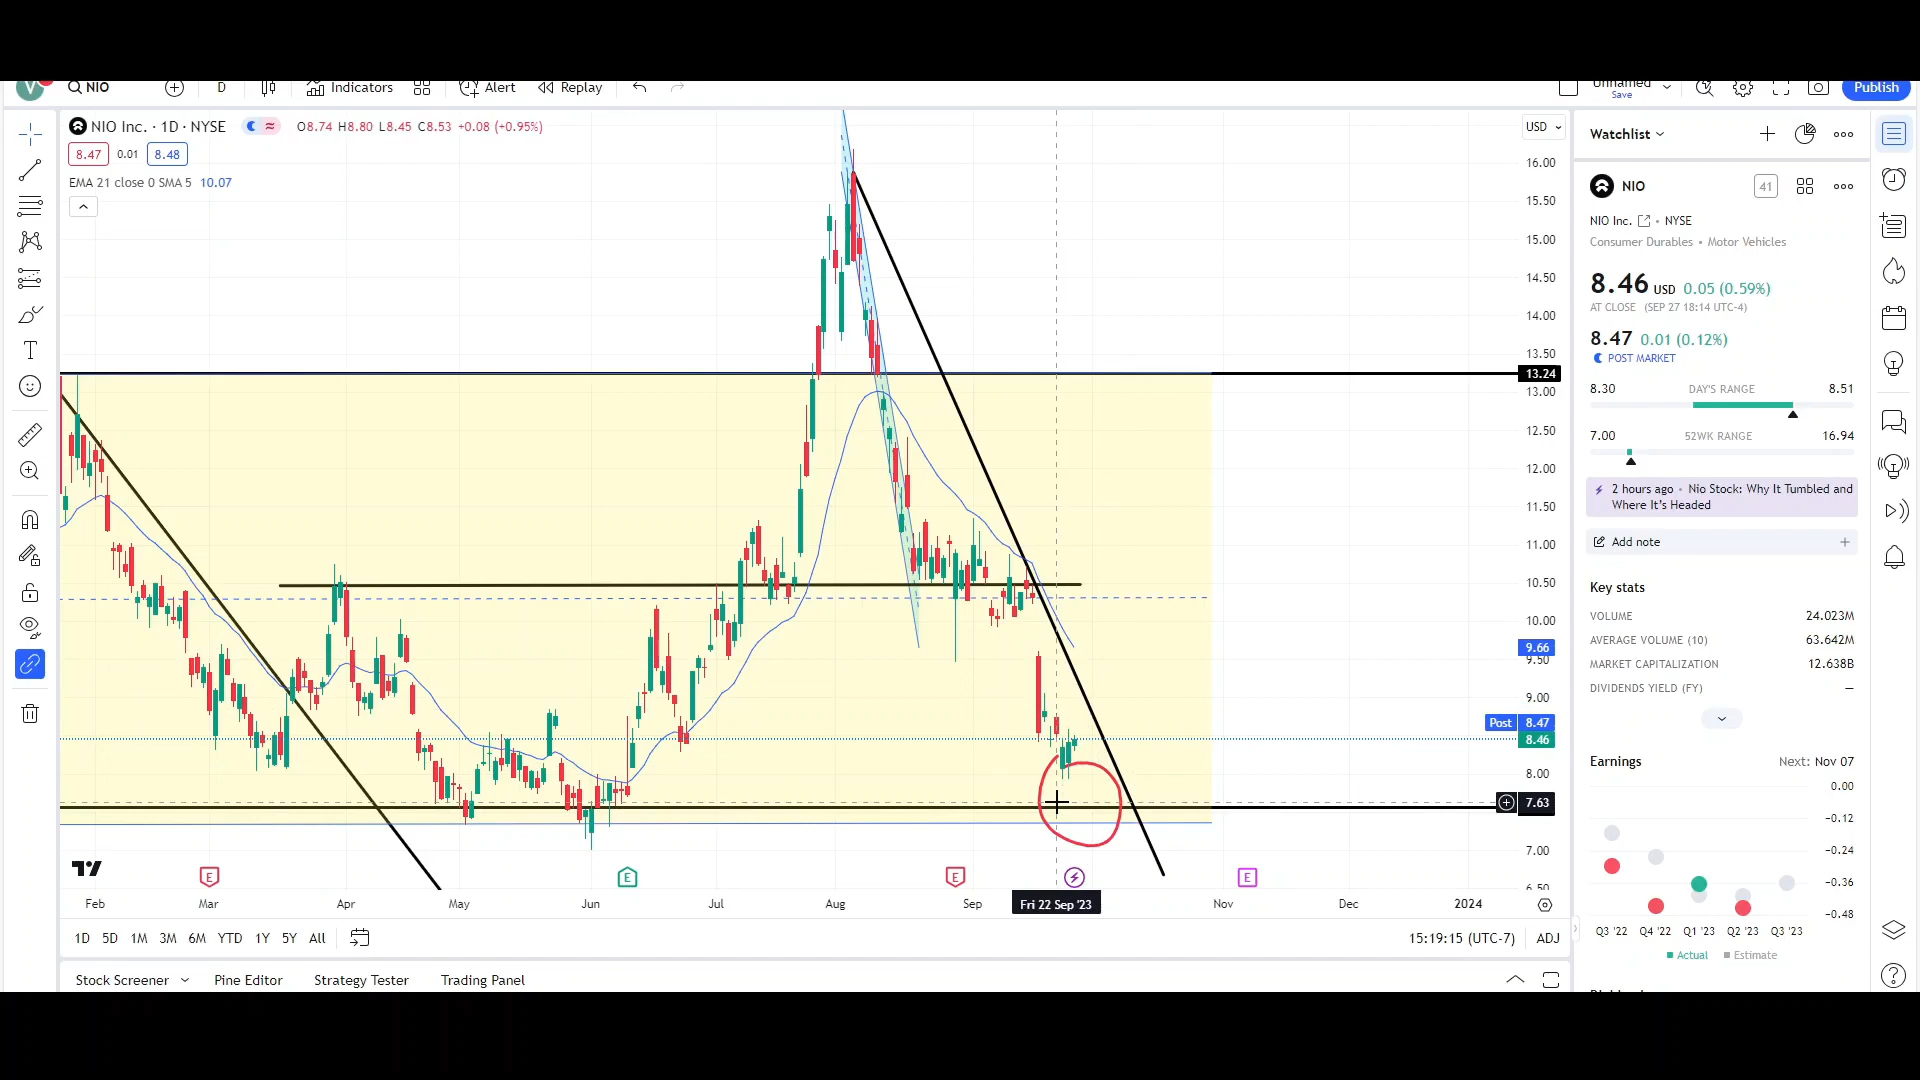 V NIO D Indicators Alert Replay Unnamed Save Publish
NIO Inc. · 1D · NYSE O8.74 H8.80 L8.45 C8.53 +0.08 (+0.95%)
8.47 0.01 8.48
EMA 21 close 0 SMA 5 10.07
USD
16.00
15.50
15.00
14.50
14.00
13.50
13.24
13.00
12.50
12.00
11.50
11.00
10.50
10.00
9.66
9.50
9.00
Post 8.47
8.46
8.00
7.63
7.00
6.50
E E E E
Fri 22 Sep '23
Feb Mar Apr May Jun Jul Aug Sep Nov Dec 2024
1D 5D 1M 3M 6M YTD 1Y 5Y All 15:19:15 (UTC-7) ADJ
Stock Screener Pine Editor Strategy Tester Trading Panel
Watchlist
NIO 41
NIO Inc. • NYSE
Consumer Durables • Motor Vehicles
8.46 USD 0.05 (0.59%)
AT CLOSE (SEP 27 18:14 UTC-4)
8.47 0.01 (0.12%)
POST MARKET
8.30 DAY'S RANGE 8.51
7.00 52WK RANGE 16.94
2 hours ago • Nio Stock: Why It Tumbled and
Where It's Headed
Add note
Key stats
VOLUME 24.023M
AVERAGE VOLUME (10) 63.642M
MARKET CAPITALIZATION 12.638B
DIVIDENDS YIELD (FY) —
Earnings Next: Nov 07
0.00
−0.12
−0.24
−0.36
−0.48
Q3 '22 Q4 '22 Q1 '23 Q2 '23 Q3 '23
Actual Estimate